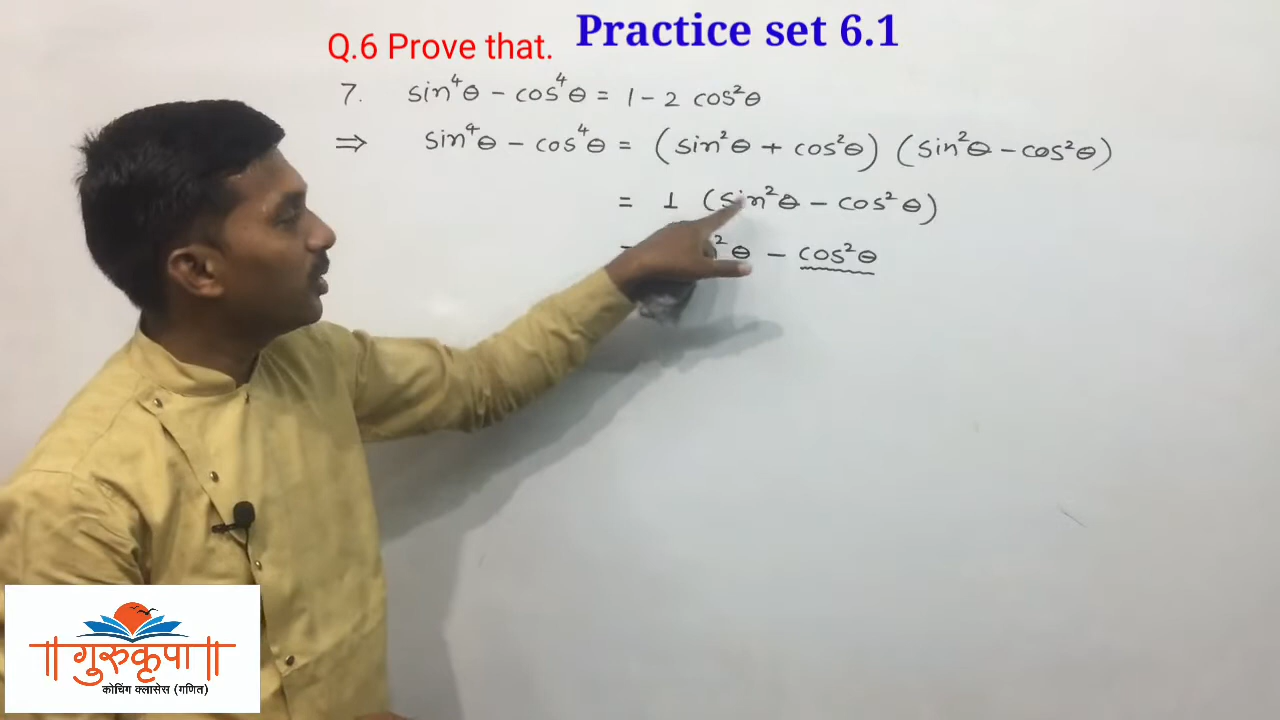 Practice set 6.1
Q.6 Prove that.
7. sin⁴θ − cos⁴θ = 1 − 2 cos²θ
⇒ sin⁴θ − cos⁴θ = (sin²θ + cos²θ) (sin²θ − cos²θ)
= 1 (sin²θ − cos²θ)
= θ − cos²θ
॥गुरुकृपा॥
कोचिंग क्लासेस (गणित)